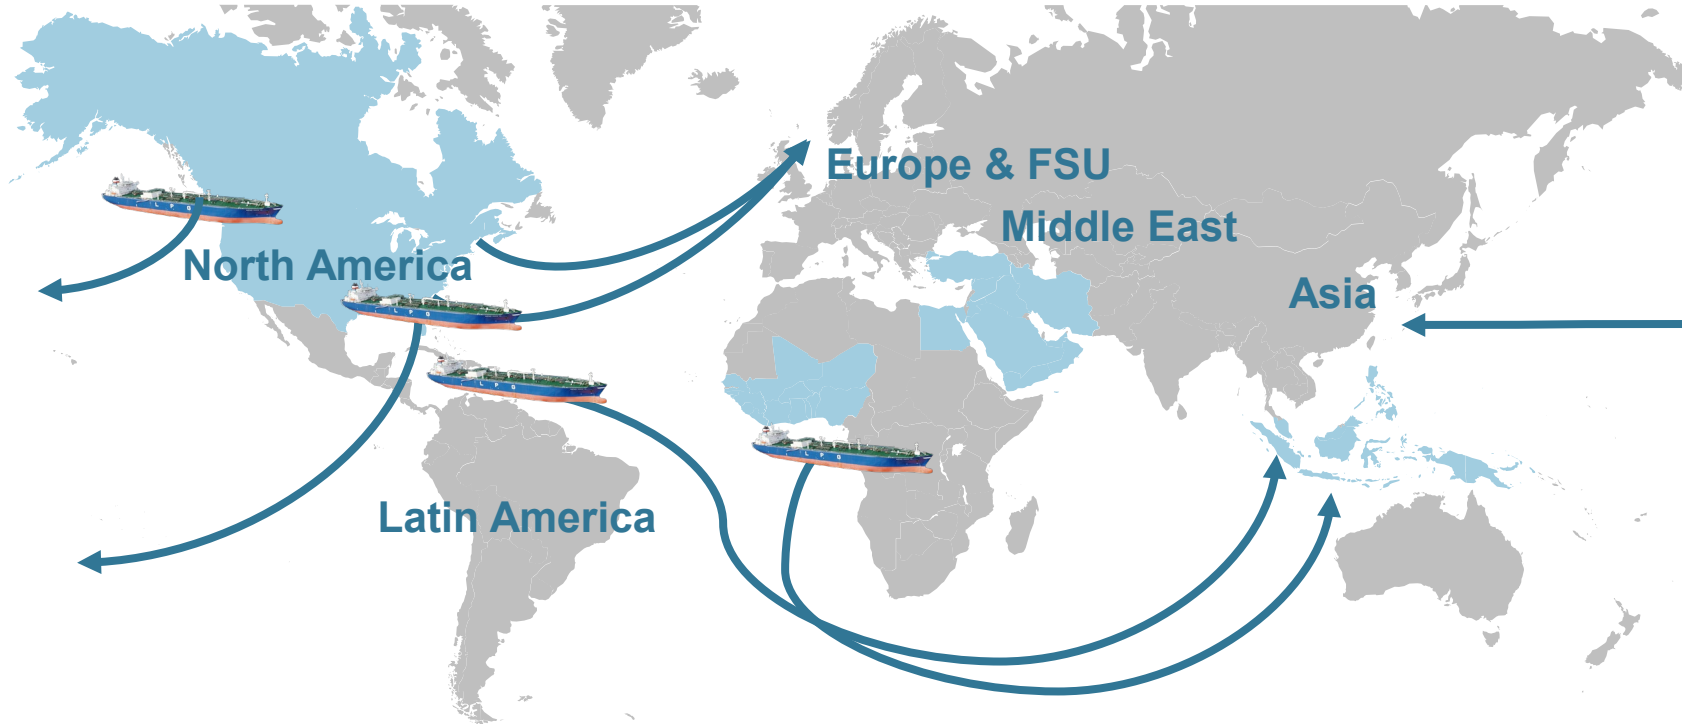 Europe & FSU
Middle East
North America
Asia
Latin America
L P G
L P G
L P G
L P G